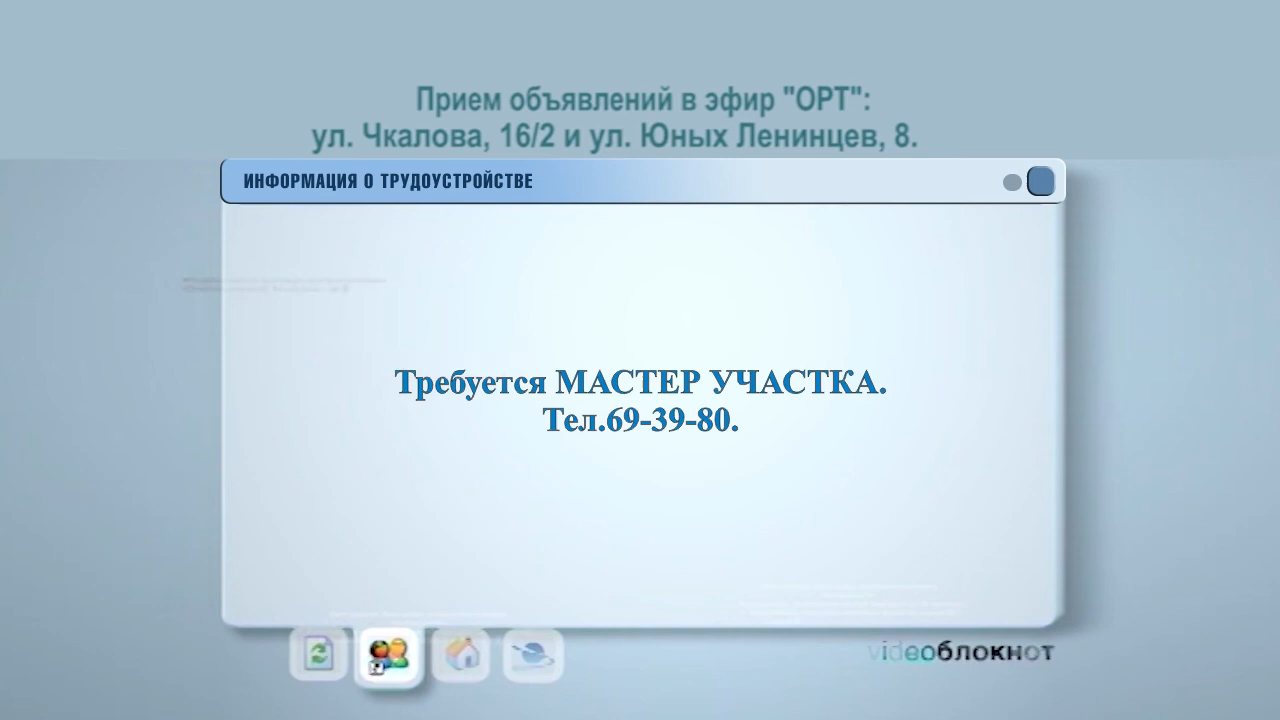 Прием объявлений в эфир "ОРТ":
ул. Чкалова, 16/2 и ул. Юных Ленинцев, 8.
ИНФОРМАЦИЯ О ТРУДОУСТРОЙСТВЕ
Требуется МАСТЕР УЧАСТКА.
Тел.69-39-80.
videoблокнот